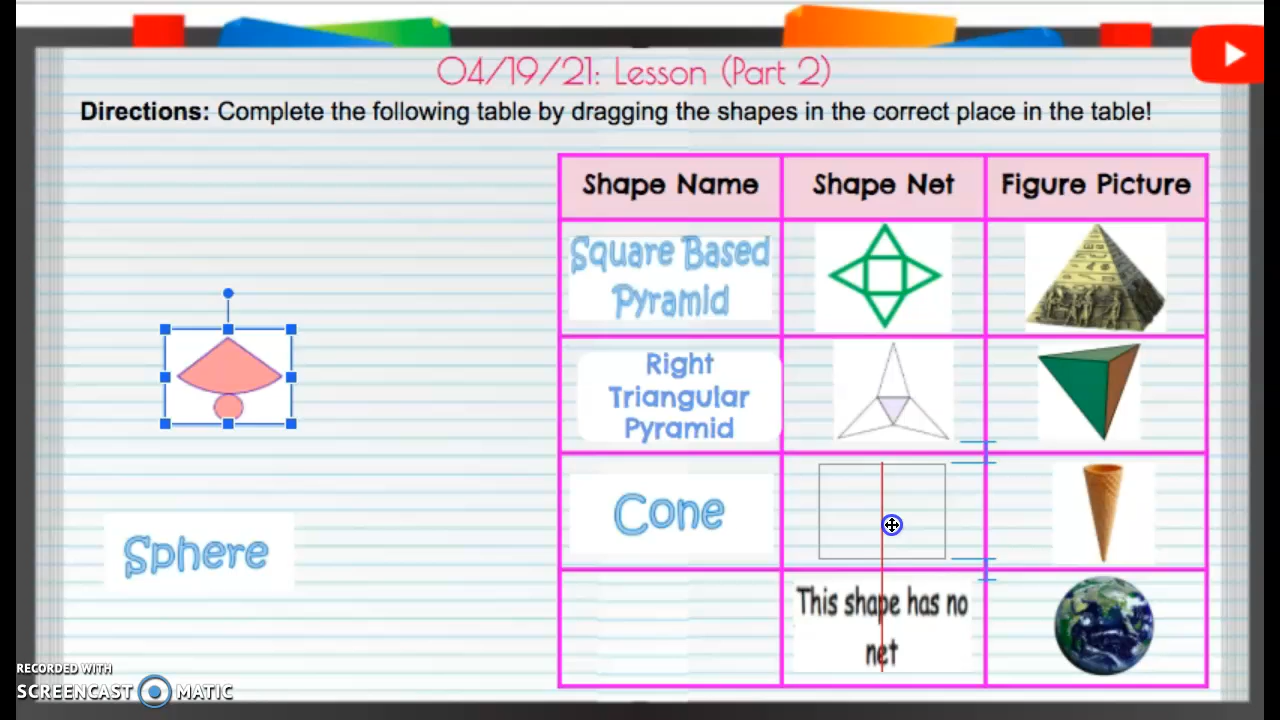 04/19/21: Lesson (Part 2)
Directions: Complete the following table by dragging the shapes in the correct place in the table!
Shape Name
Shape Net
Figure Picture
Square Based
Pyramid
Right
Triangular
Pyramid
Cone
Sphere
This shape has no
net
RECORDED WITH
SCREENCAST MATIC